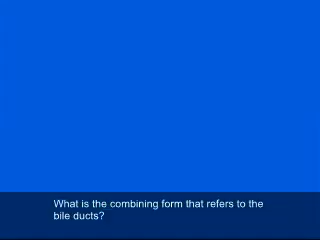 What is the combining form that refers to the
bile ducts?